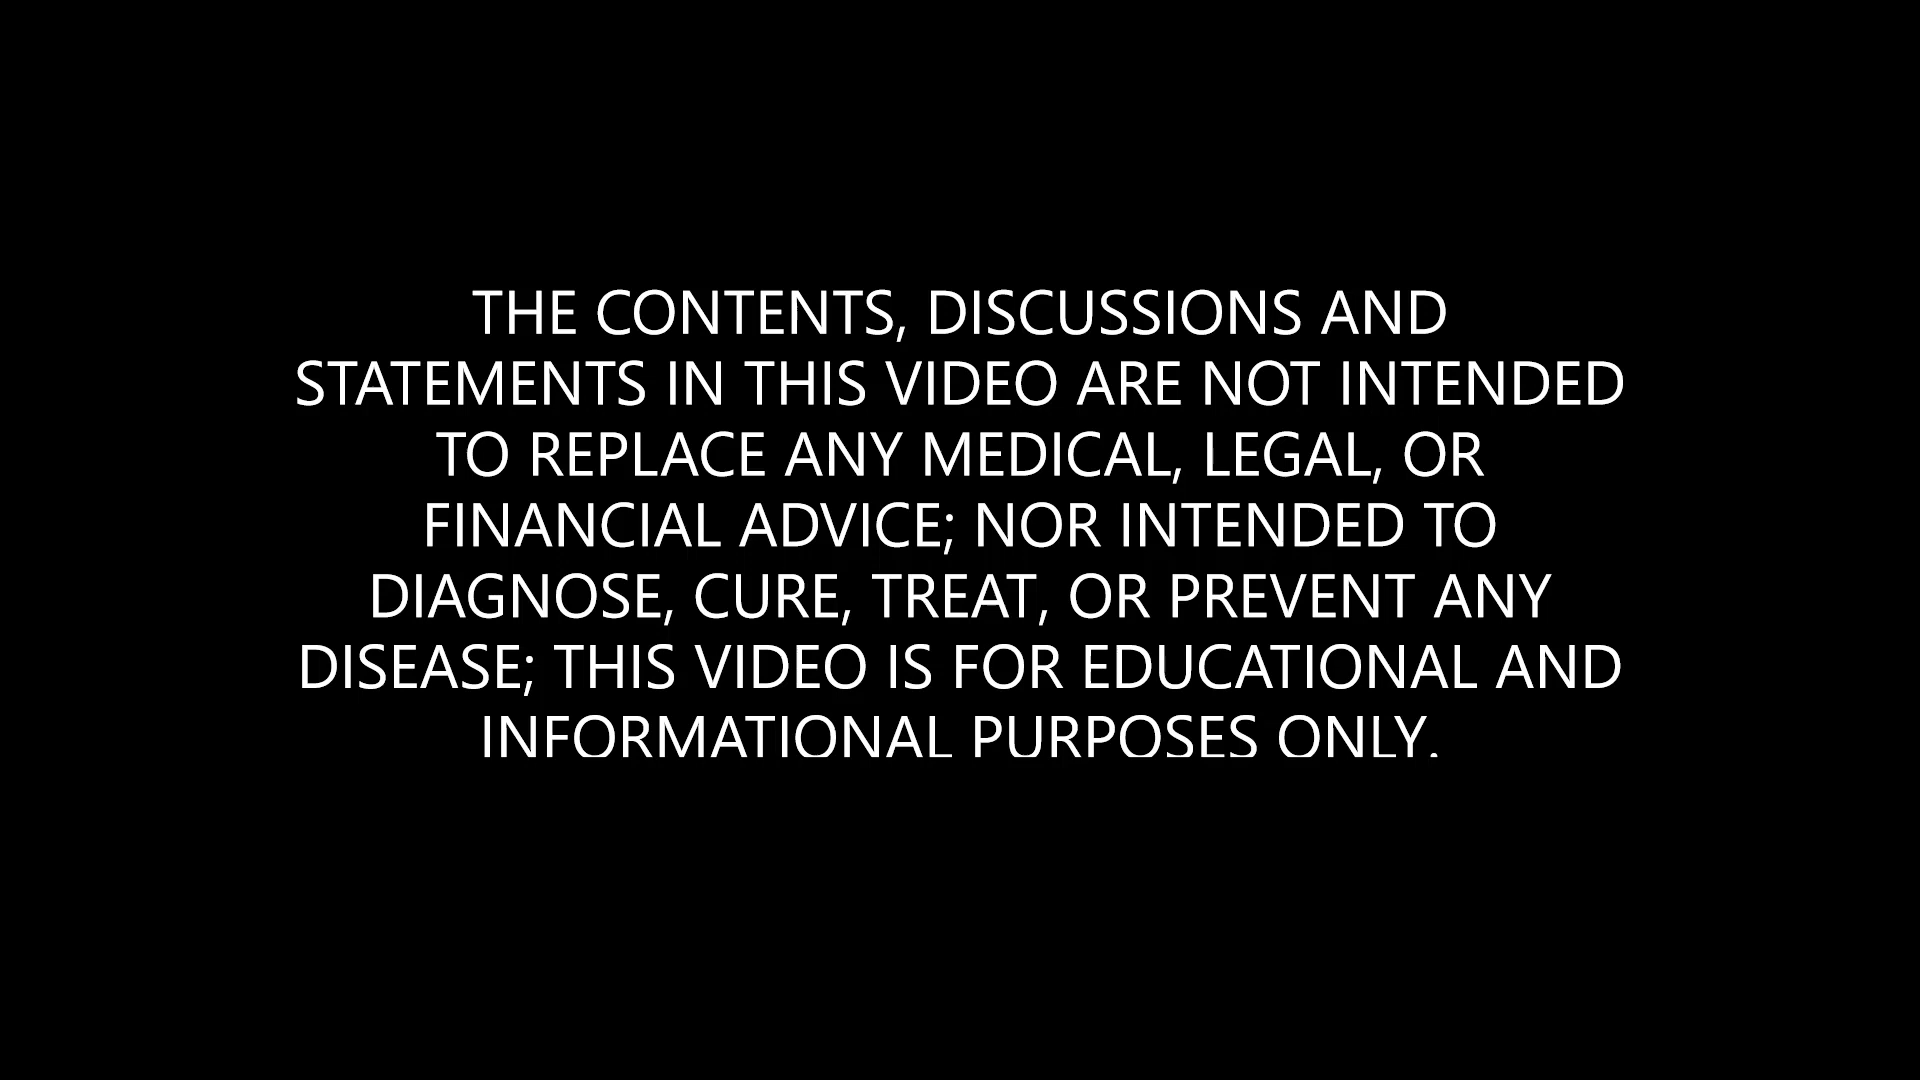 THE CONTENTS, DISCUSSIONS AND
STATEMENTS IN THIS VIDEO ARE NOT INTENDED
TO REPLACE ANY MEDICAL, LEGAL, OR
FINANCIAL ADVICE; NOR INTENDED TO
DIAGNOSE, CURE, TREAT, OR PREVENT ANY
DISEASE; THIS VIDEO IS FOR EDUCATIONAL AND
INFORMATIONAL PURPOSES ONLY.